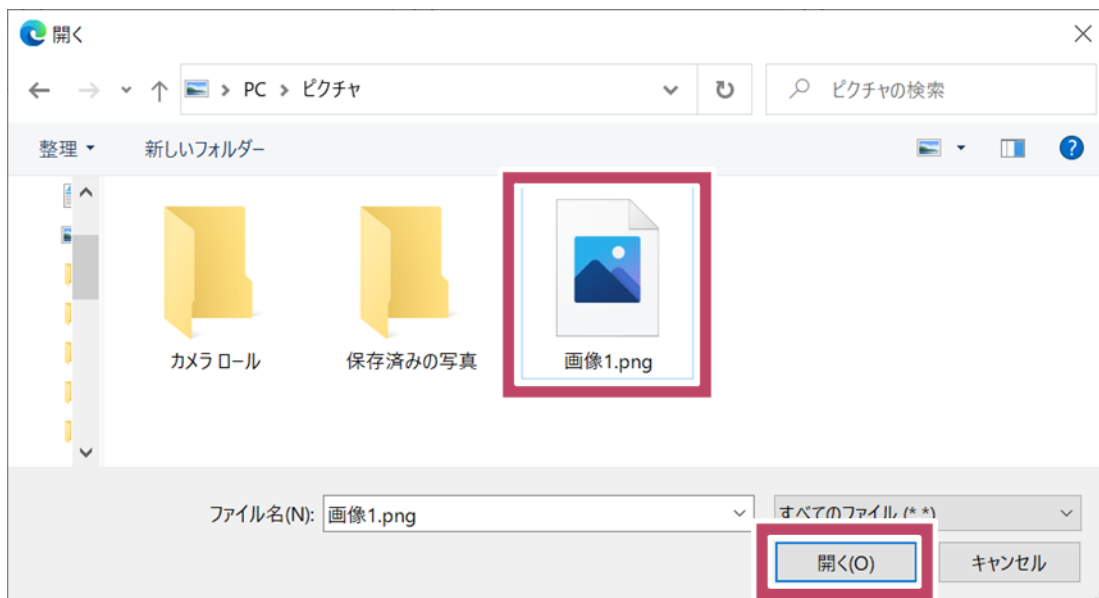 開く
PC > ピクチャ
ピクチャの検索
整理
新しいフォルダー
?
カメラ ロール
保存済みの写真
画像1.png
ファイル名(N):
画像1.png
すべてのファイル (*.*)
開く(O)
キャンセル